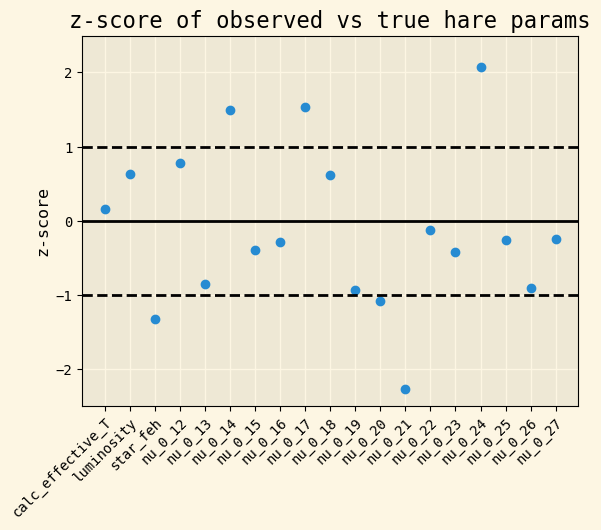 z-score of observed vs true hare params
z-score
2
1
0
−1
−2
calc_effective_T
luminosity
star_feh
nu_0_12
nu_0_13
nu_0_14
nu_0_15
nu_0_16
nu_0_17
nu_0_18
nu_0_19
nu_0_20
nu_0_21
nu_0_22
nu_0_23
nu_0_24
nu_0_25
nu_0_26
nu_0_27